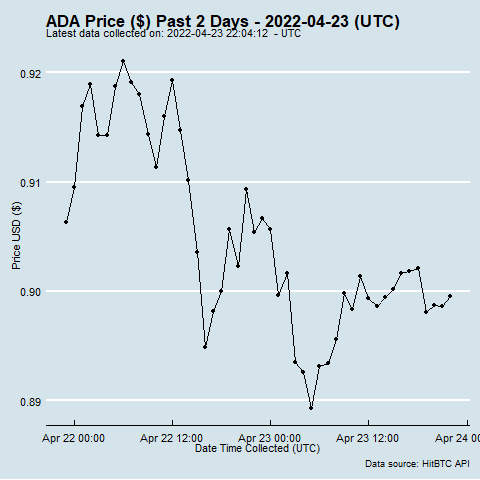 ADA Price ($) Past 2 Days - 2022-04-23 (UTC)
Latest data collected on: 2022-04-23 22:04:12  - UTC
0.92
0.91
0.90
0.89
Price USD ($)
Apr 22 00:00
Apr 22 12:00
Apr 23 00:00
Apr 23 12:00
Apr 24 0
Date Time Collected (UTC)
Data source: HitBTC API